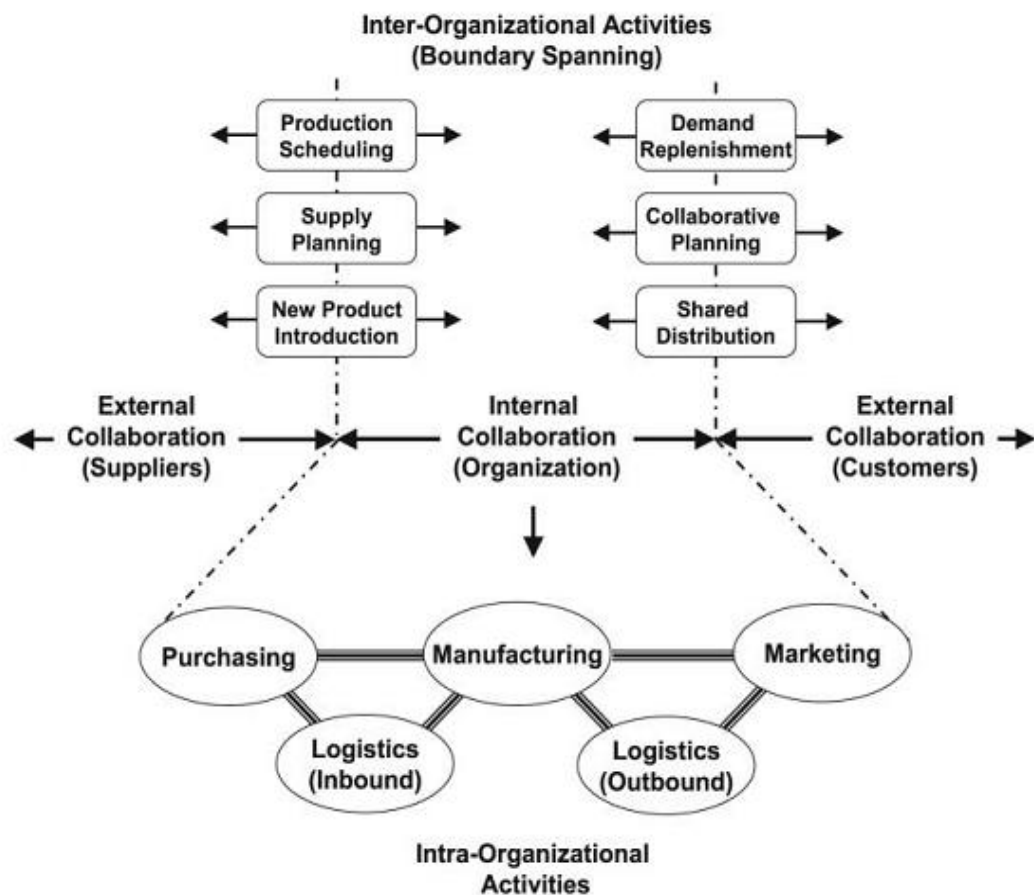 Inter-Organizational Activities
(Boundary Spanning)
Production
Scheduling
Demand
Replenishment
Supply
Planning
Collaborative
Planning
New Product
Introduction
Shared
Distribution
External
Collaboration
(Suppliers)
Internal
Collaboration
(Organization)
External
Collaboration
(Customers)
Purchasing
Manufacturing
Marketing
Logistics
(Inbound)
Logistics
(Outbound)
Intra-Organizational
Activities